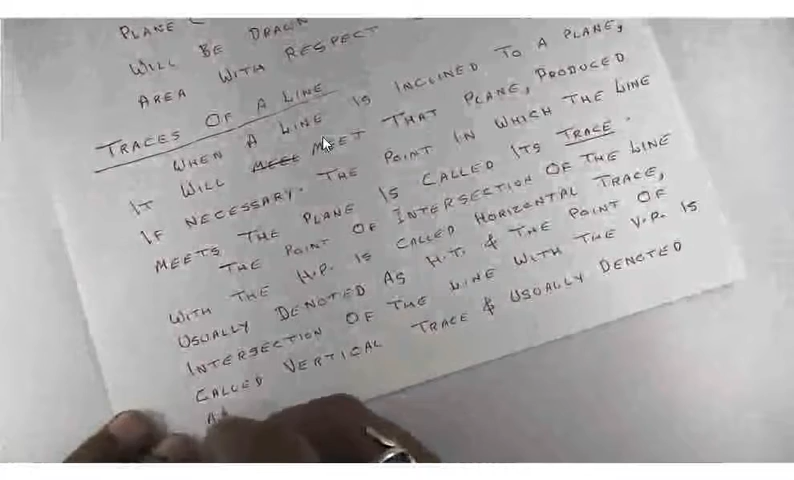 PLANE
WILL BE DRAWN
AREA WITH RESPECT
TRACES OF A LINE
WHEN A LINE IS INCLINED TO A PLANE,
IT WILL MEET MEET THAT PLANE, PRODUCED
IF NECESSARY. THE POINT IN WHICH THE LINE
MEETS THE PLANE IS CALLED ITS TRACE.
THE POINT OF INTERSECTION OF THE LINE
WITH THE H.P. IS CALLED HORIZONTAL TRACE,
USUALLY DENOTED AS H.T. & THE POINT OF
INTERSECTION OF THE LINE WITH THE V.P. IS
CALLED VERTICAL TRACE & USUALLY DENOTED